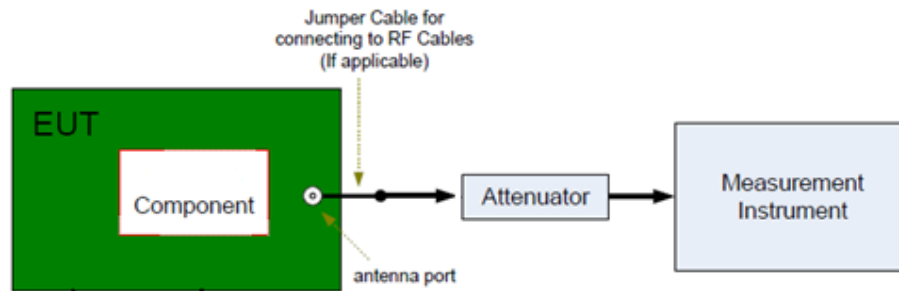 Jumper Cable for
connecting to RF Cables
(If applicable)
EUT
Component
Attenuator
Measurement
Instrument
antenna port